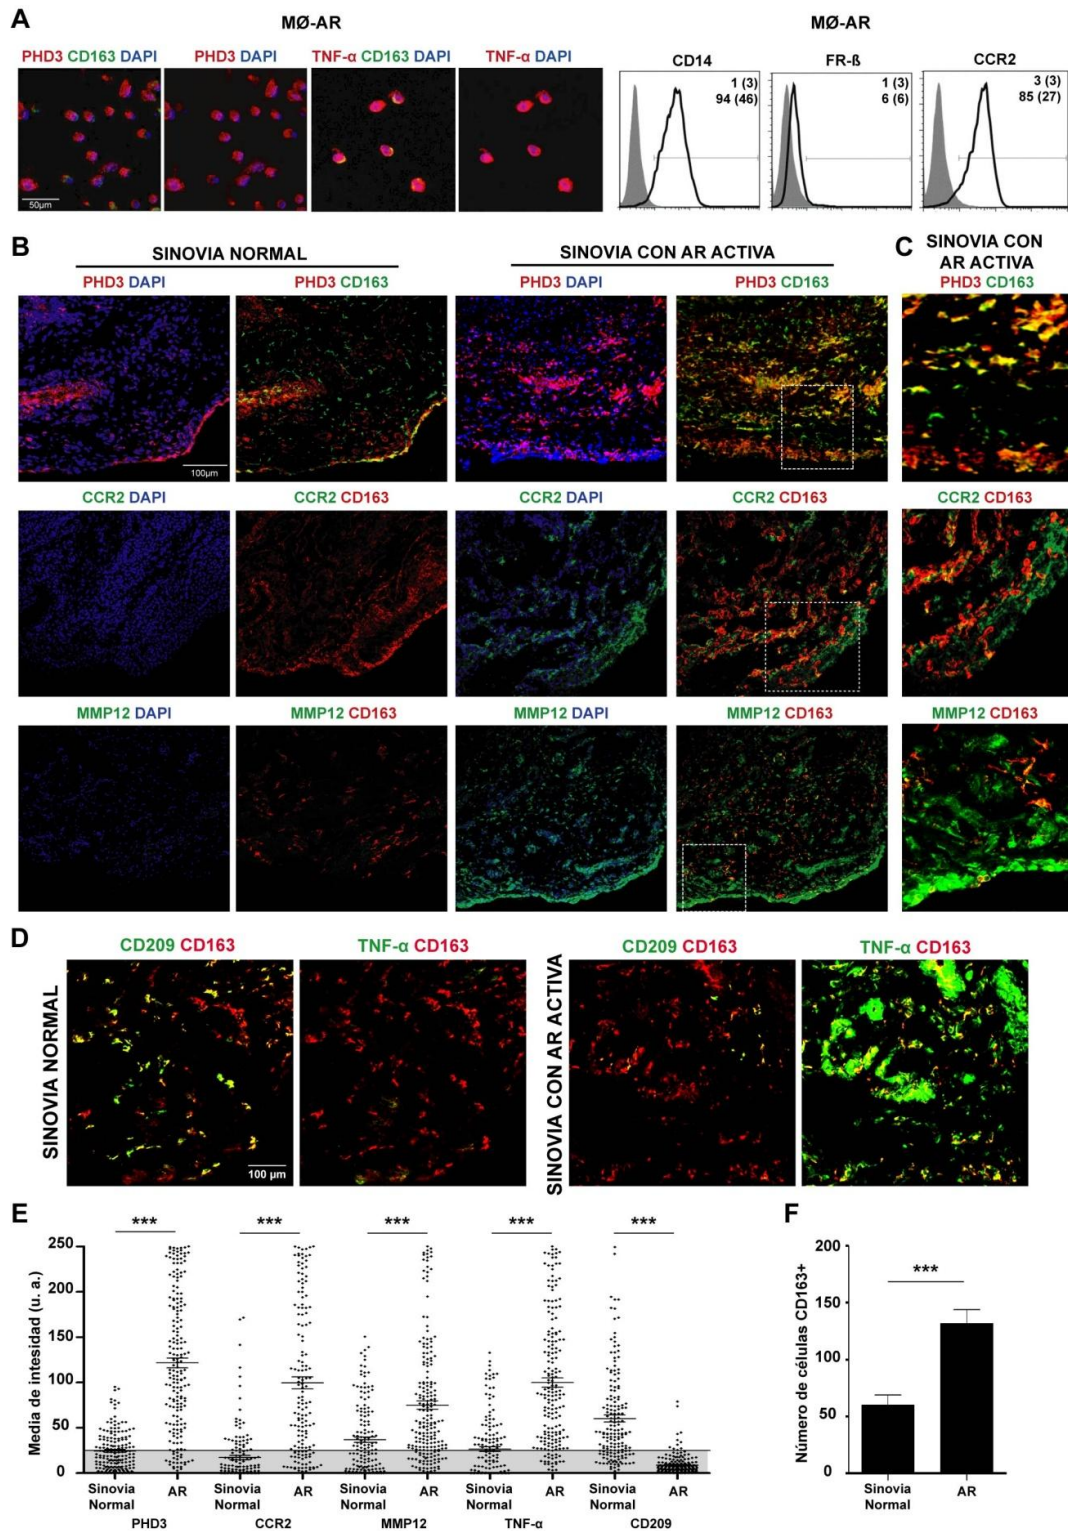 A
MØ-AR
MØ-AR
PHD3 CD163 DAPI
PHD3 DAPI
TNF-α CD163 DAPI
TNF-α DAPI
50µm
CD14
1 (3)
94 (46)
FR-ß
1 (3)
6 (6)
CCR2
3 (3)
85 (27)
B
SINOVIA NORMAL
SINOVIA CON AR ACTIVA
C
SINOVIA CON
AR ACTIVA
PHD3 DAPI
PHD3 CD163
PHD3 DAPI
PHD3 CD163
PHD3 CD163
100µm
CCR2 DAPI
CCR2 CD163
CCR2 DAPI
CCR2 CD163
CCR2 CD163
MMP12 DAPI
MMP12 CD163
MMP12 DAPI
MMP12 CD163
MMP12 CD163
D
SINOVIA NORMAL
CD209 CD163
TNF-α CD163
100 µm
SINOVIA CON AR ACTIVA
CD209 CD163
TNF-α CD163
E
Media de intesidad (u. a.)
250
200
150
100
50
0
***
***
***
***
***
Sinovia
Normal
AR
Sinovia
Normal
AR
Sinovia
Normal
AR
Sinovia
Normal
AR
Sinovia
Normal
AR
PHD3
CCR2
MMP12
TNF-α
CD209
F
Número de células CD163+
200
150
100
50
0
***
Sinovia
Normal
AR